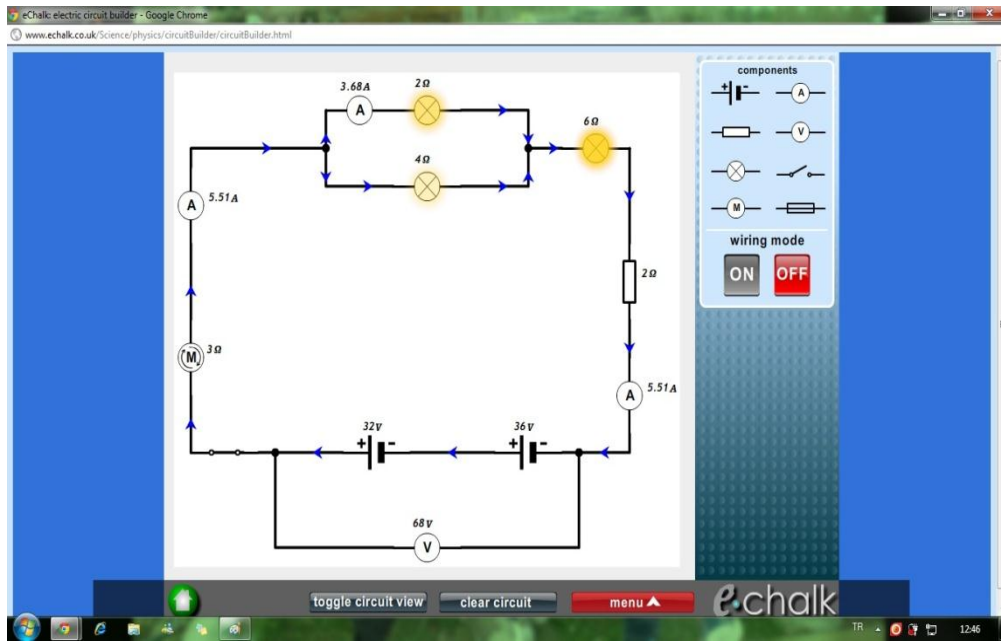 eChalk: electric circuit builder - Google Chrome
www.echalk.co.uk/Science/physics/circuitBuilder/circuitBuilder.html
components
+ - A
V
M
wiring mode
ON OFF
3.68A 2Ω
A
6Ω
4Ω
A 5.51A
2Ω
M 3Ω
5.51A
A
32V 36V
+ - + -
68V
V
toggle circuit view clear circuit menu e·chalk
TR 12:46